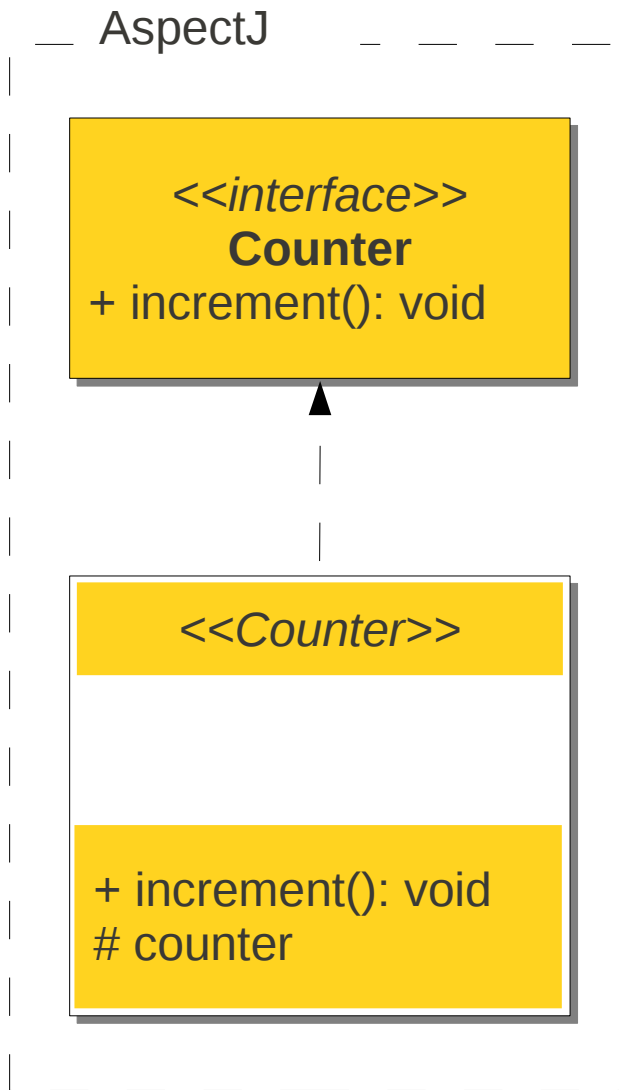 AspectJ
<<interface>>
Counter
+ increment(): void
<<Counter>>
+ increment(): void
# counter